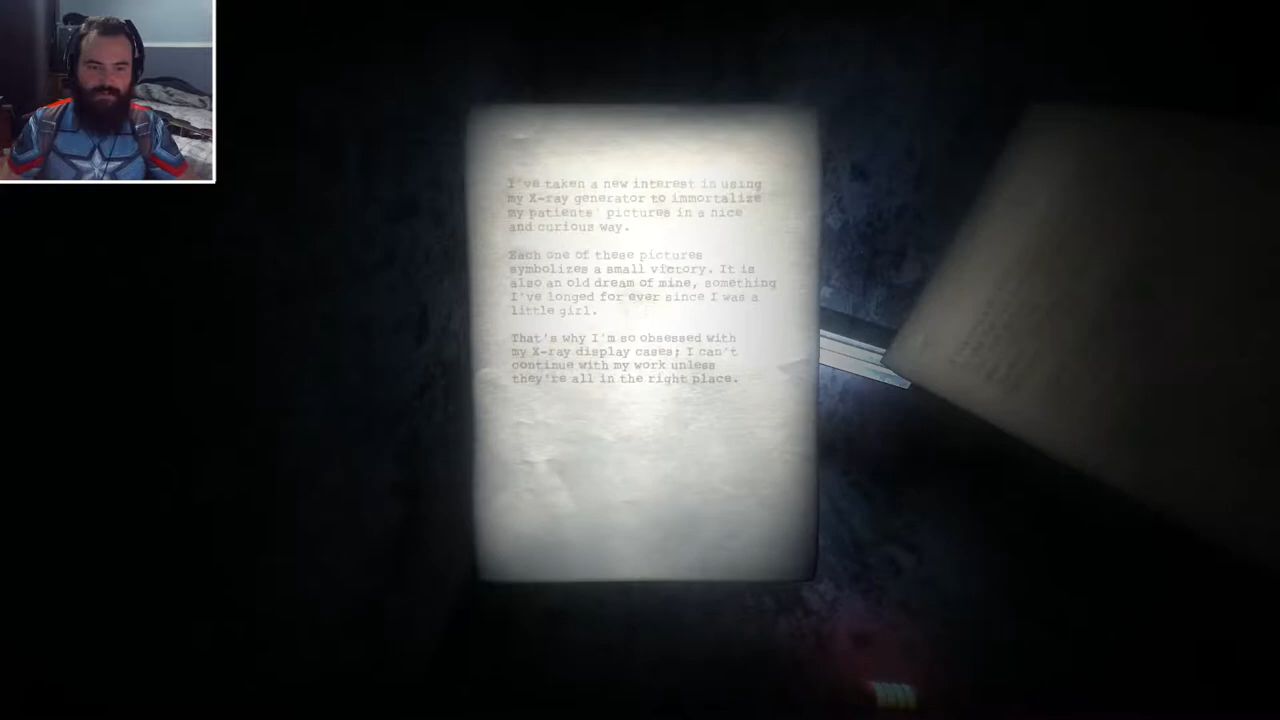 I've taken a new interest in using
my X-ray generator to immortalize
my patients' pictures in a nice
and curious way.
Each one of these pictures
symbolizes a small victory. It is
also an old dream of mine, something
I've longed for ever since I was a
little girl.
That's why I'm so obsessed with
my X-ray display cases; I can't
continue with my work unless
they're all in the right place.